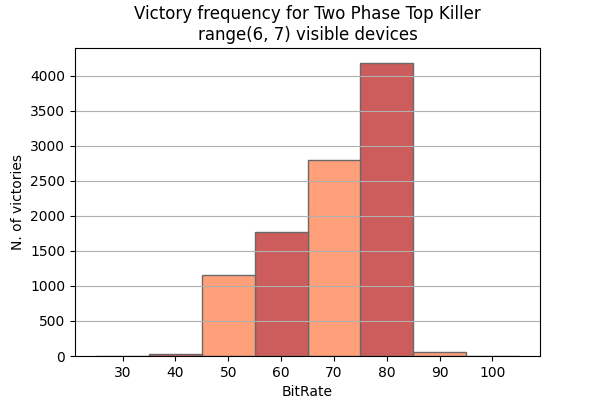 Victory frequency for Two Phase Top Killer
range(6, 7) visible devices
N. of victories
4000
3500
3000
2500
2000
1500
1000
500
0
30 40 50 60 70 80 90 100
BitRate